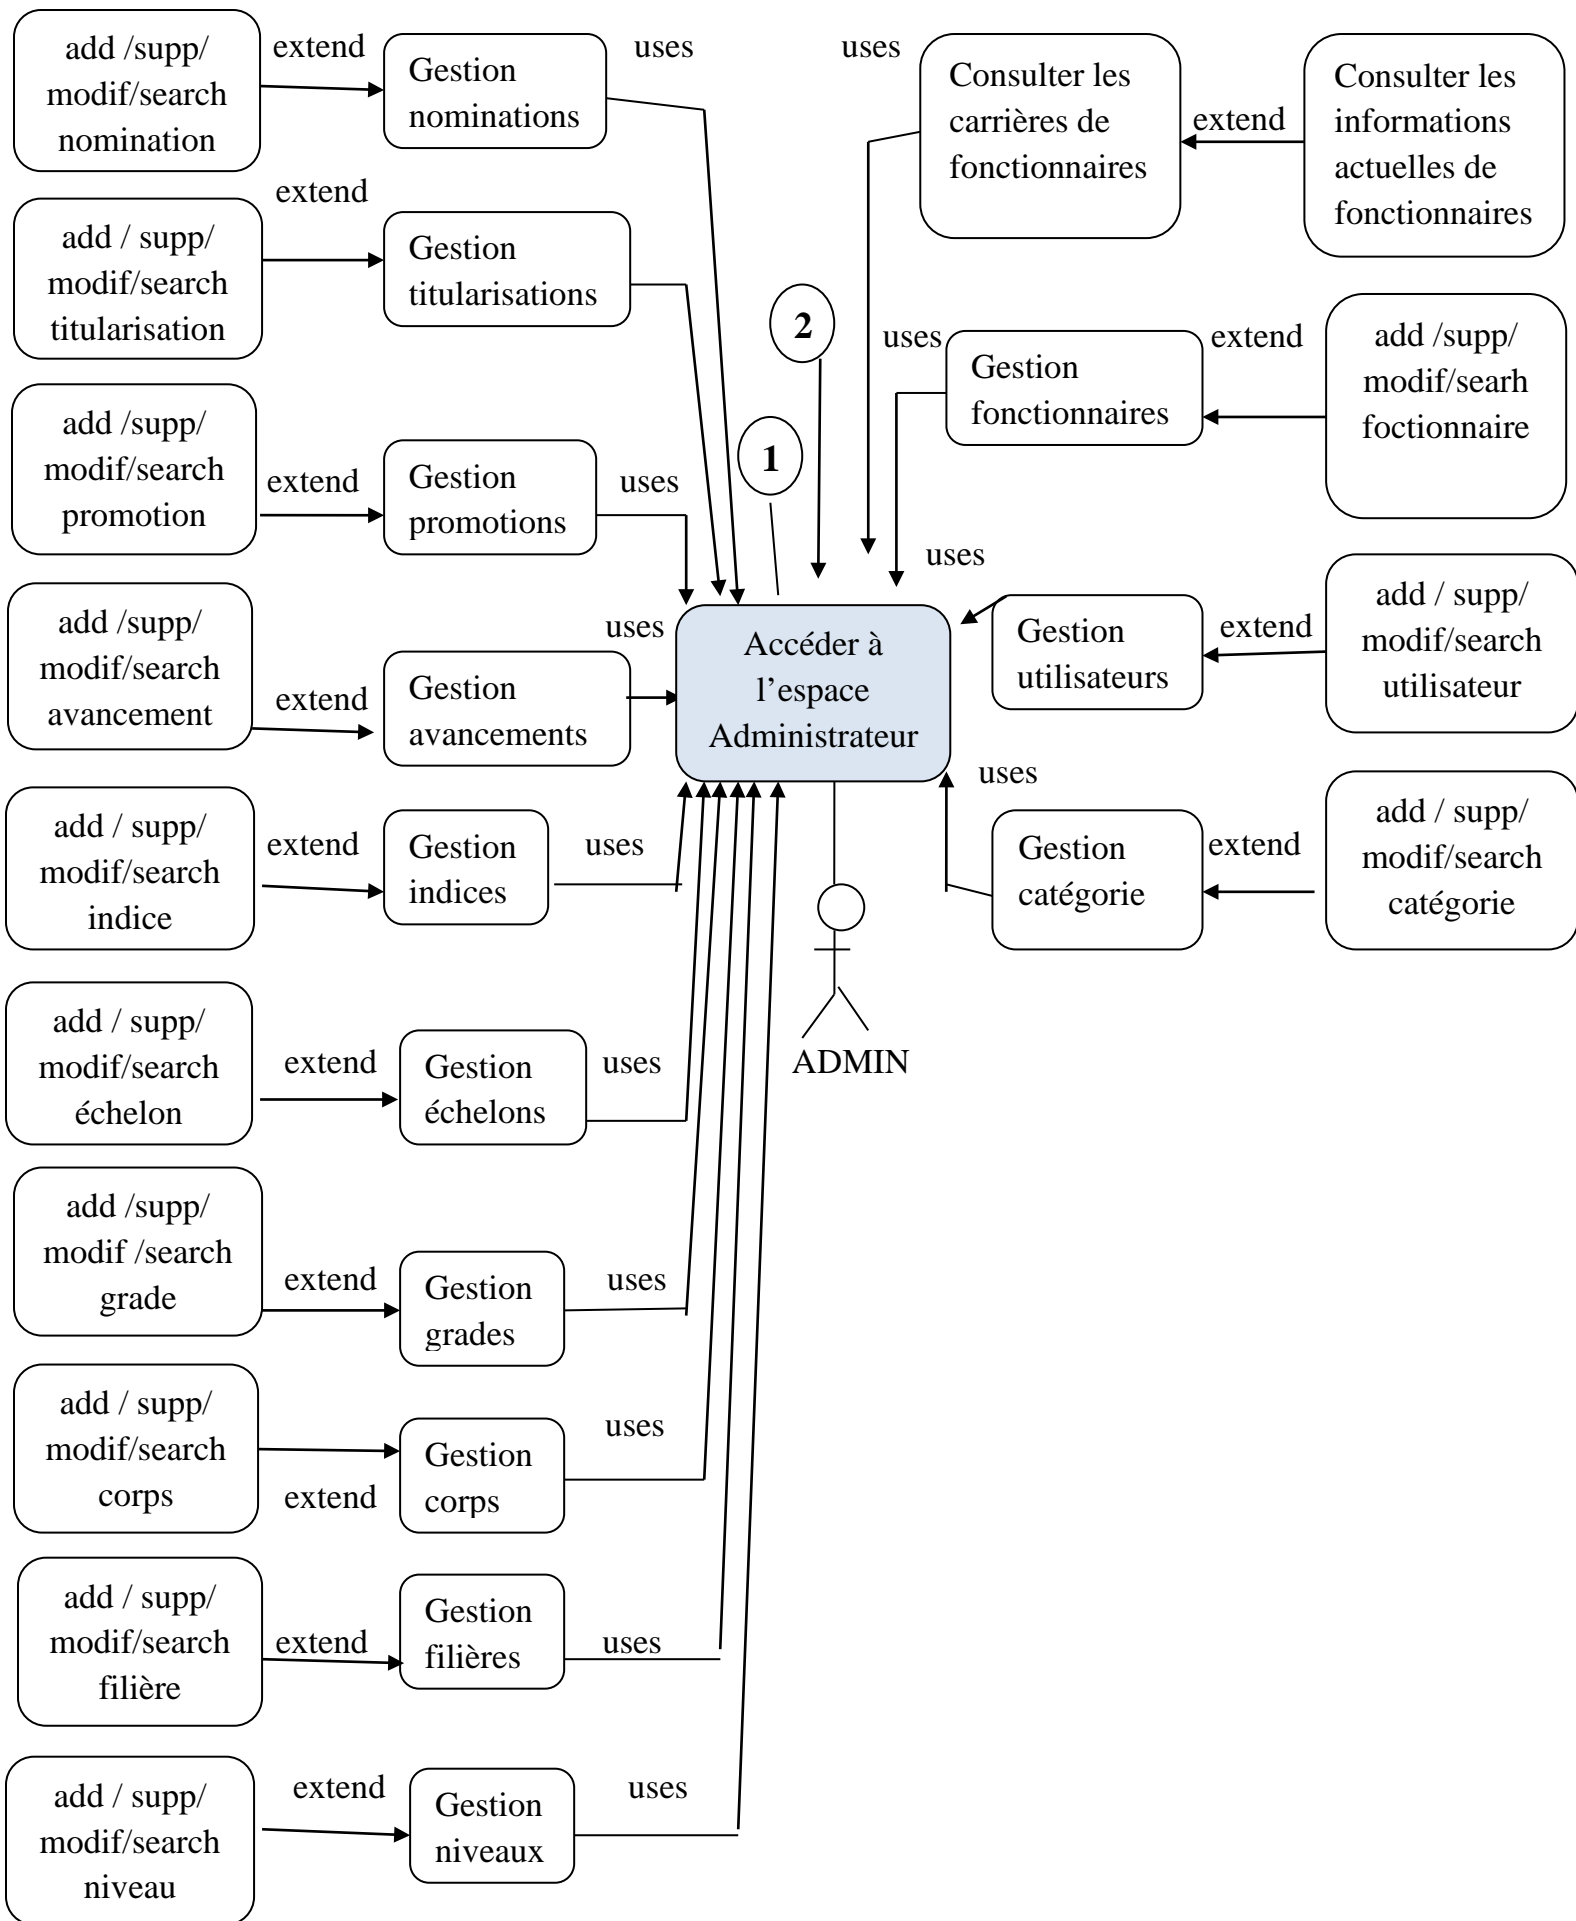 add /supp/
modif/search
nomination
extend
Gestion
nominations
uses
uses
Consulter les
carrières de
fonctionnaires
extend
Consulter les
informations
actuelles de
fonctionnaires
add / supp/
modif/search
titularisation
extend
Gestion
titularisations
2
uses
Gestion
fonctionnaires
extend
add /supp/
modif/searh
foctionnaire
add /supp/
modif/search
promotion
extend
Gestion
promotions
uses
1
add /supp/
modif/search
avancement
extend
Gestion
avancements
uses
Accéder à
l’espace
Administrateur
uses
Gestion
utilisateurs
extend
add / supp/
modif/search
utilisateur
add / supp/
modif/search
indice
extend
Gestion
indices
uses
uses
Gestion
catégorie
extend
add / supp/
modif/search
catégorie
ADMIN
add / supp/
modif/search
échelon
extend
Gestion
échelons
uses
add /supp/
modif /search
grade
extend
Gestion
grades
uses
add / supp/
modif/search
corps
extend
Gestion
corps
uses
add / supp/
modif/search
filière
extend
Gestion
filières
uses
add / supp/
modif/search
niveau
extend
Gestion
niveaux
uses